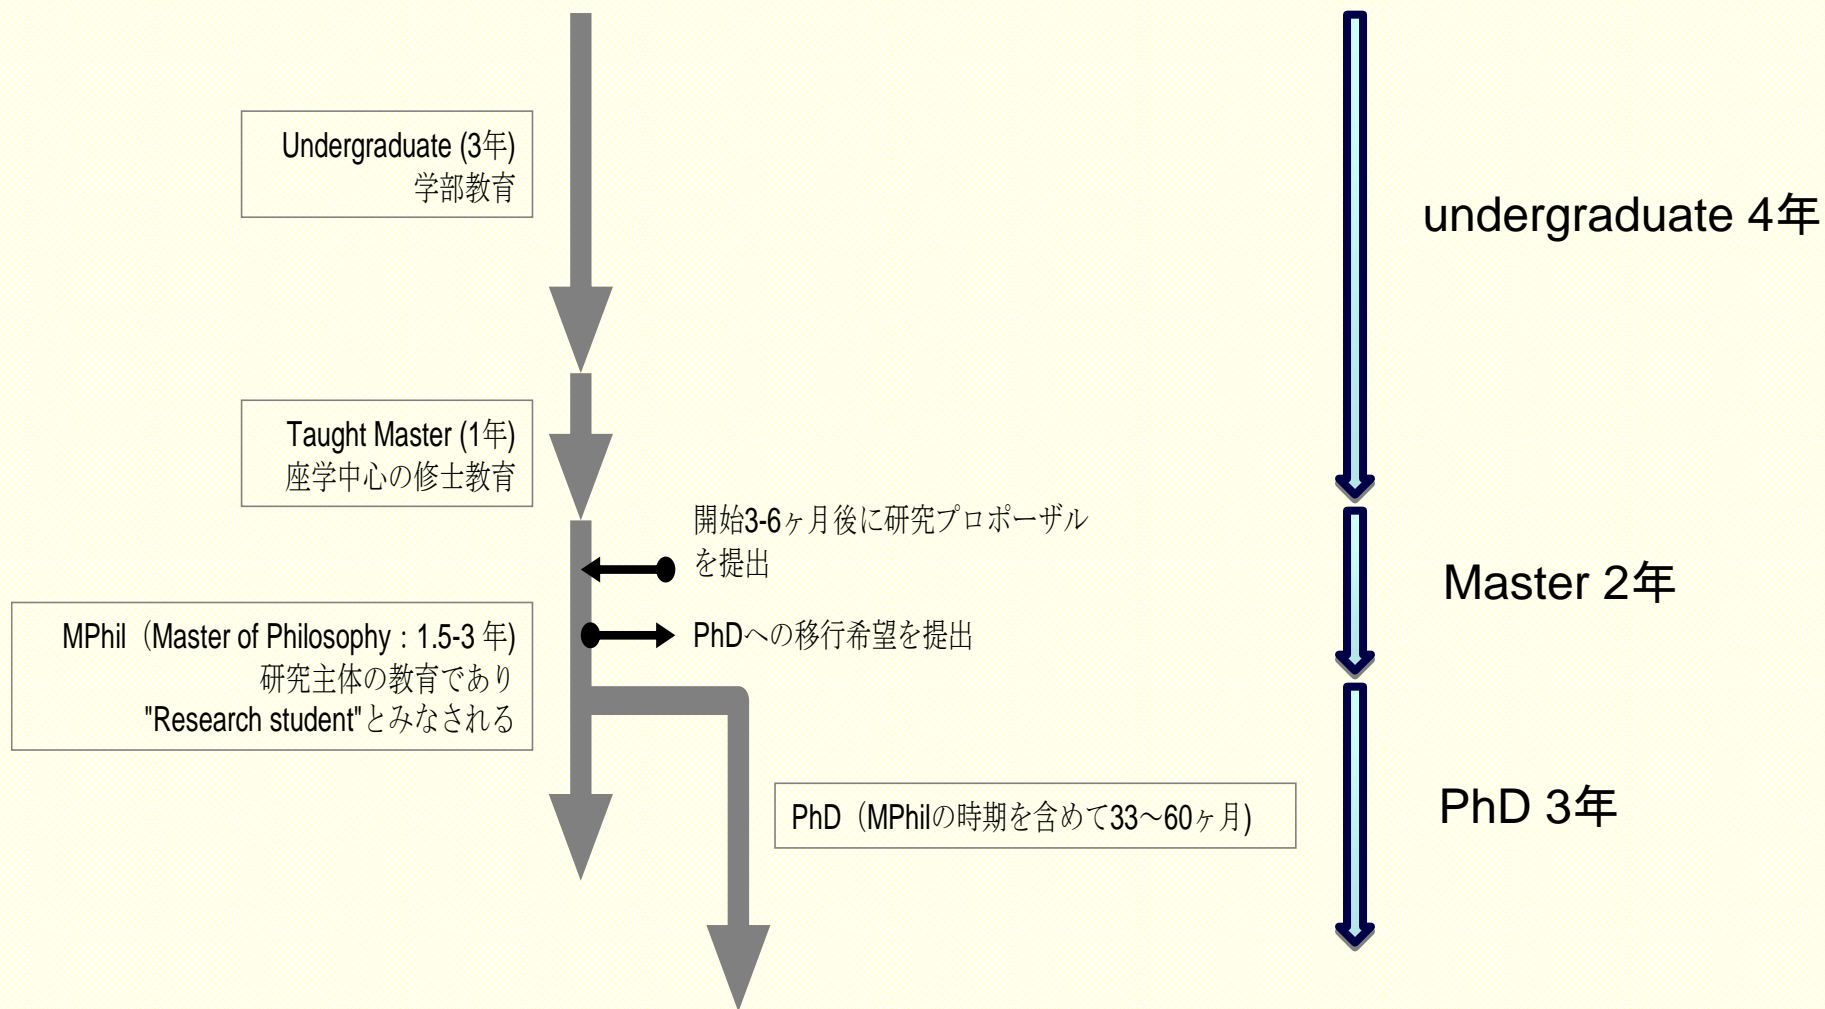 Undergraduate (3年)
学部教育
undergraduate 4年
Taught Master (1年)
座学中心の修士教育
開始3-6ヶ月後に研究プロポーザル
を提出
Master 2年
MPhil（Master of Philosophy：1.5-3 年)
研究主体の教育であり
"Research student"とみなされる
PhDへの移行希望を提出
PhD（MPhilの時期を含めて33～60ヶ月)
PhD 3年